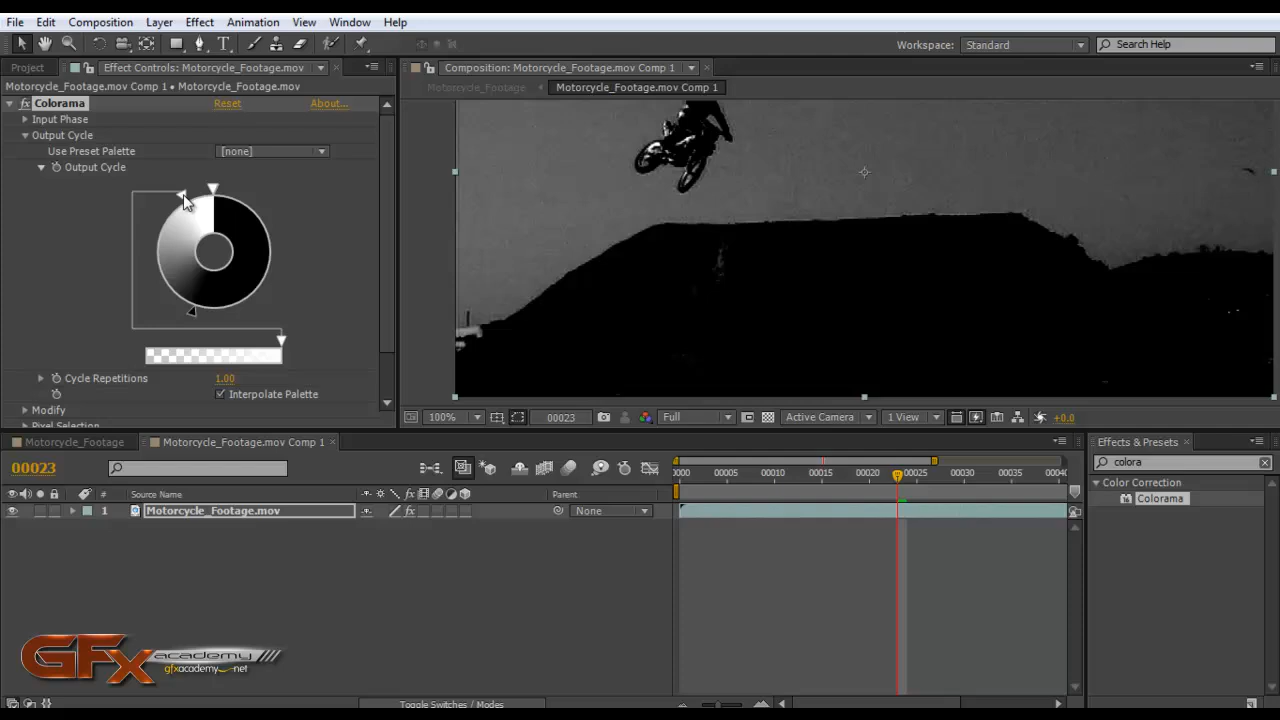 File Edit Composition Layer Effect Animation View Window Help
Workspace: Standard Search Help
Project Effect Controls: Motorcycle_Footage.mov Composition: Motorcycle_Footage.mov Comp 1
Motorcycle_Footage.mov Comp 1 • Motorcycle_Footage.mov Motorcycle_Footage Motorcycle_Footage.mov Comp 1
fx Colorama Reset About...
Input Phase
Output Cycle
Use Preset Palette [none]
Output Cycle
Cycle Repetitions 1.00
Interpolate Palette
Modify
Pixel Selection
100% 00023 Full Active Camera 1 View +0.0
Motorcycle_Footage Motorcycle_Footage.mov Comp 1 Effects & Presets
00023 colora
0000 00005 00010 00015 00020 00025 00030 00035 0004
# Source Name Parent
Color Correction
1 Motorcycle_Footage.mov fx None
Colorama
GFx academy
gfxacademy.net
Toggle Switches / Modes